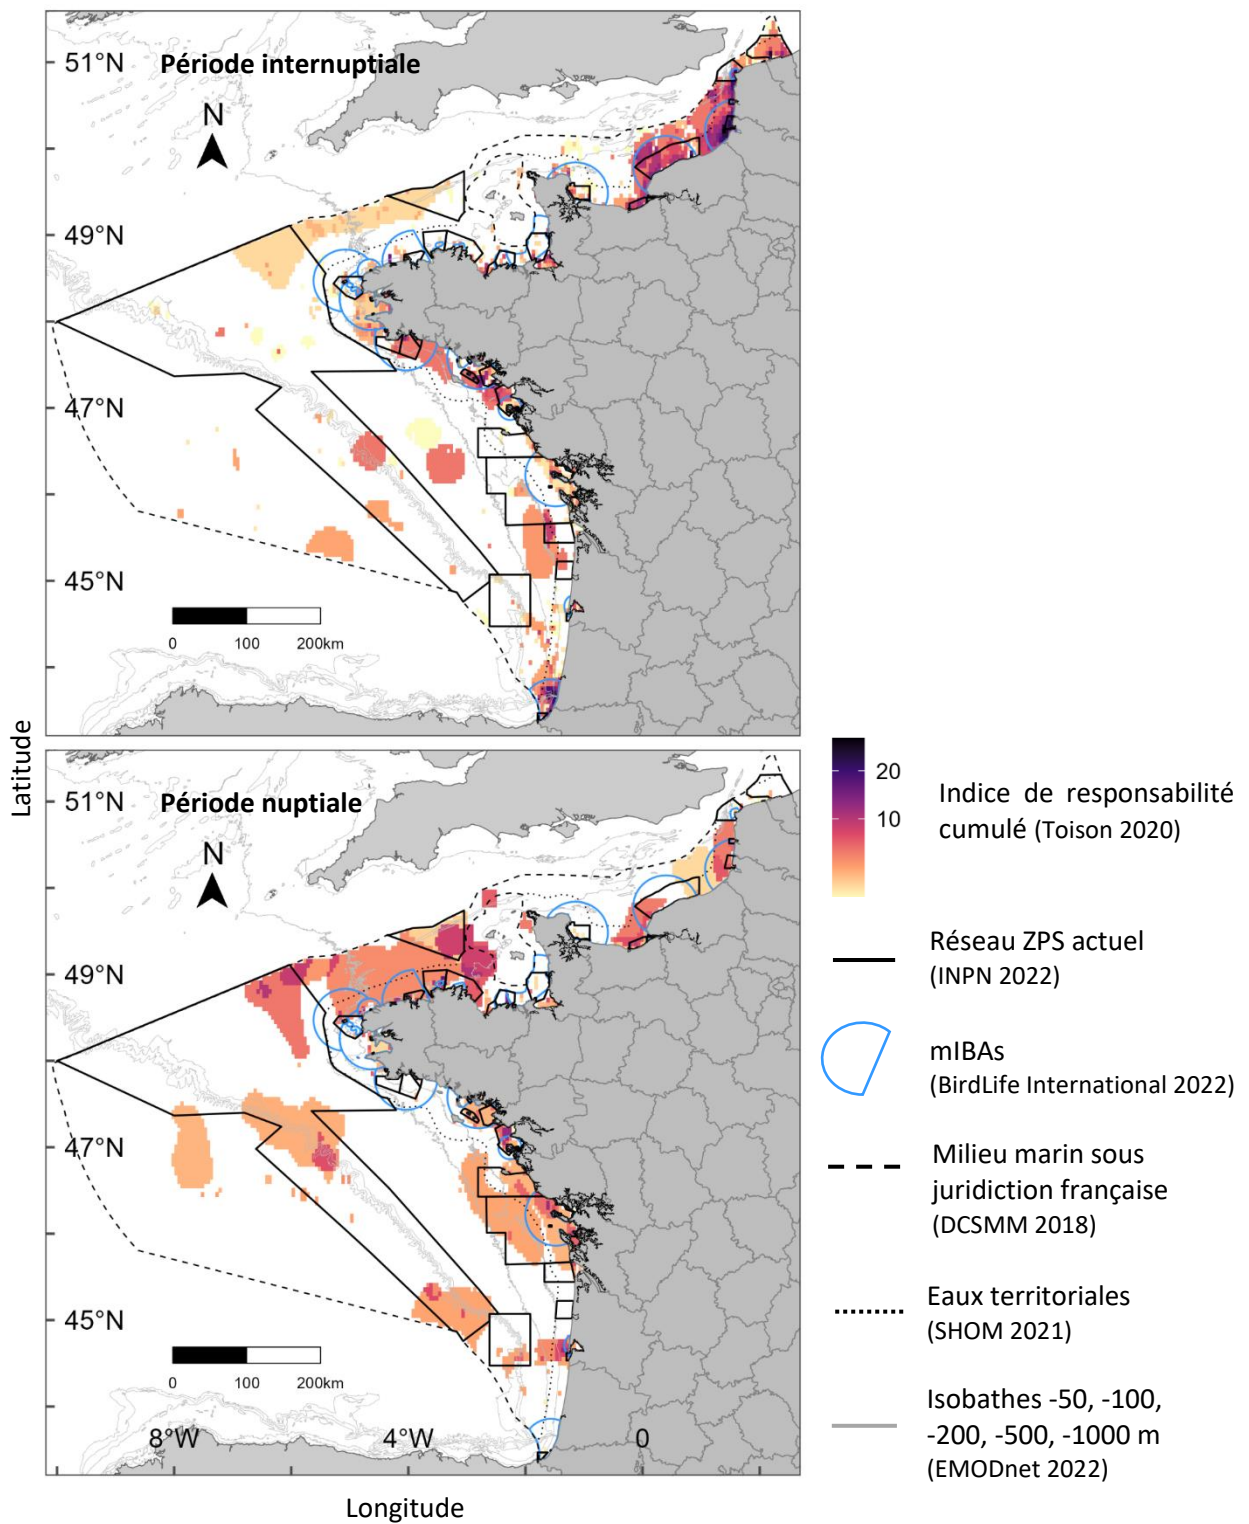 Période internuptiale
51°N
N
49°N
47°N
45°N
0 100 200km
Latitude
Période nuptiale
51°N
N
49°N
47°N
45°N
0 100 200km
8°W 4°W 0
Longitude
20
10
Indice de responsabilité
cumulé (Toison 2020)
Réseau ZPS actuel
(INPN 2022)
mIBAs
(BirdLife International 2022)
Milieu marin sous
juridiction française
(DCSMM 2018)
Eaux territoriales
(SHOM 2021)
Isobathes -50, -100,
-200, -500, -1000 m
(EMODnet 2022)